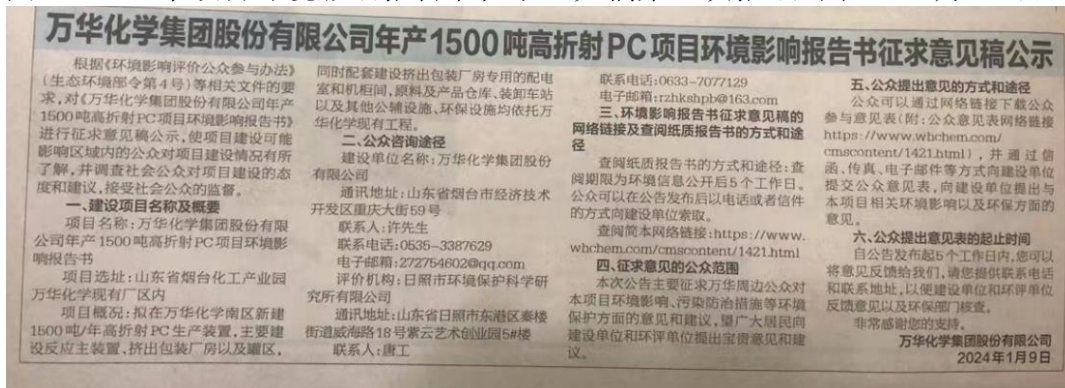 万华化学集团股份有限公司年产1500吨高折射PC项目环境影响报告书征求意见稿公示
根据《环境影响评价公众参与办法》
(生态环境部令第4号)等相关文件的要
求,对《万华化学集团股份有限公司年产
1500吨高折射PC项目环境影响报告书》
进行征求意见稿公示,使项目建设可能
影响区域内的公众对项目建设情况有所
了解,并调查社会公众对项目建设的态
度和建议,接受社会公众的监督。
一、建设项目名称及概要
项目名称:万华化学集团股份有限
公司年产1500吨高折射PC项目环境影
响报告书
项目选址:山东省烟台化工产业园
万华化学现有厂区内
项目概况:拟在万华化学南区新建
1500吨/年高折射PC生产装置,主要建
设反应主装置、挤出包装厂房以及罐区,
同时配套建设挤出包装厂房专用的配电
室和机柜间,原料及产品仓库、装卸车站
以及其他公辅设施、环保设施均依托万
华化学现有工程。
二、公众咨询途径
建设单位名称:万华化学集团股份
有限公司
通讯地址:山东省烟台市经济技术
开发区重庆大街59号
联系人:许先生
联系电话:0535-3387629
电子邮箱:272754602@qq.com
评价机构:日照市环境保护科学研
究所有限公司
通讯地址:山东省日照市东港区秦楼
街道威海路18号紫云艺术创业园5#楼
联系人:唐工
联系电话:0633-7077129
电子邮箱:rzhkshpb@163.com
三、环境影响报告书征求意见稿的
网络链接及查阅纸质报告书的方式和途
径
查阅纸质报告书的方式和途径:查
阅期限为环境信息公开后5个工作日。
公众可以在公告发布后以电话或者信件
的方式向建设单位索取。
查阅简本网络链接:https://www.
whchem.com/cmscontent/1421.html
四、征求意见的公众范围
本次公告主要征求万华周边公众对
本项目环境影响、污染防治措施等环境
保护方面的意见和建议,望广大居民向
建设单位和环评单位提出宝贵意见和建
议。
五、公众提出意见的方式和途径
公众可以通过网络链接下载公众
参与意见表(附:公众意见表网络链接
https://www.whchem.com/
cmscontent/1421.html),并通过信
函、传真、电子邮件等方式向建设单位
提交公众意见表,向建设单位提出与
本项目相关环境影响以及环保方面的
意见。
六、公众提出意见表的起止时间
自公告发布起5个工作日内,您可以
将意见反馈给我们,请您提供联系电话
和联系地址,以便建设单位和环评单位
反馈意见以及环保部门核查。
非常感谢您的支持。
万华化学集团股份有限公司
2024年1月9日